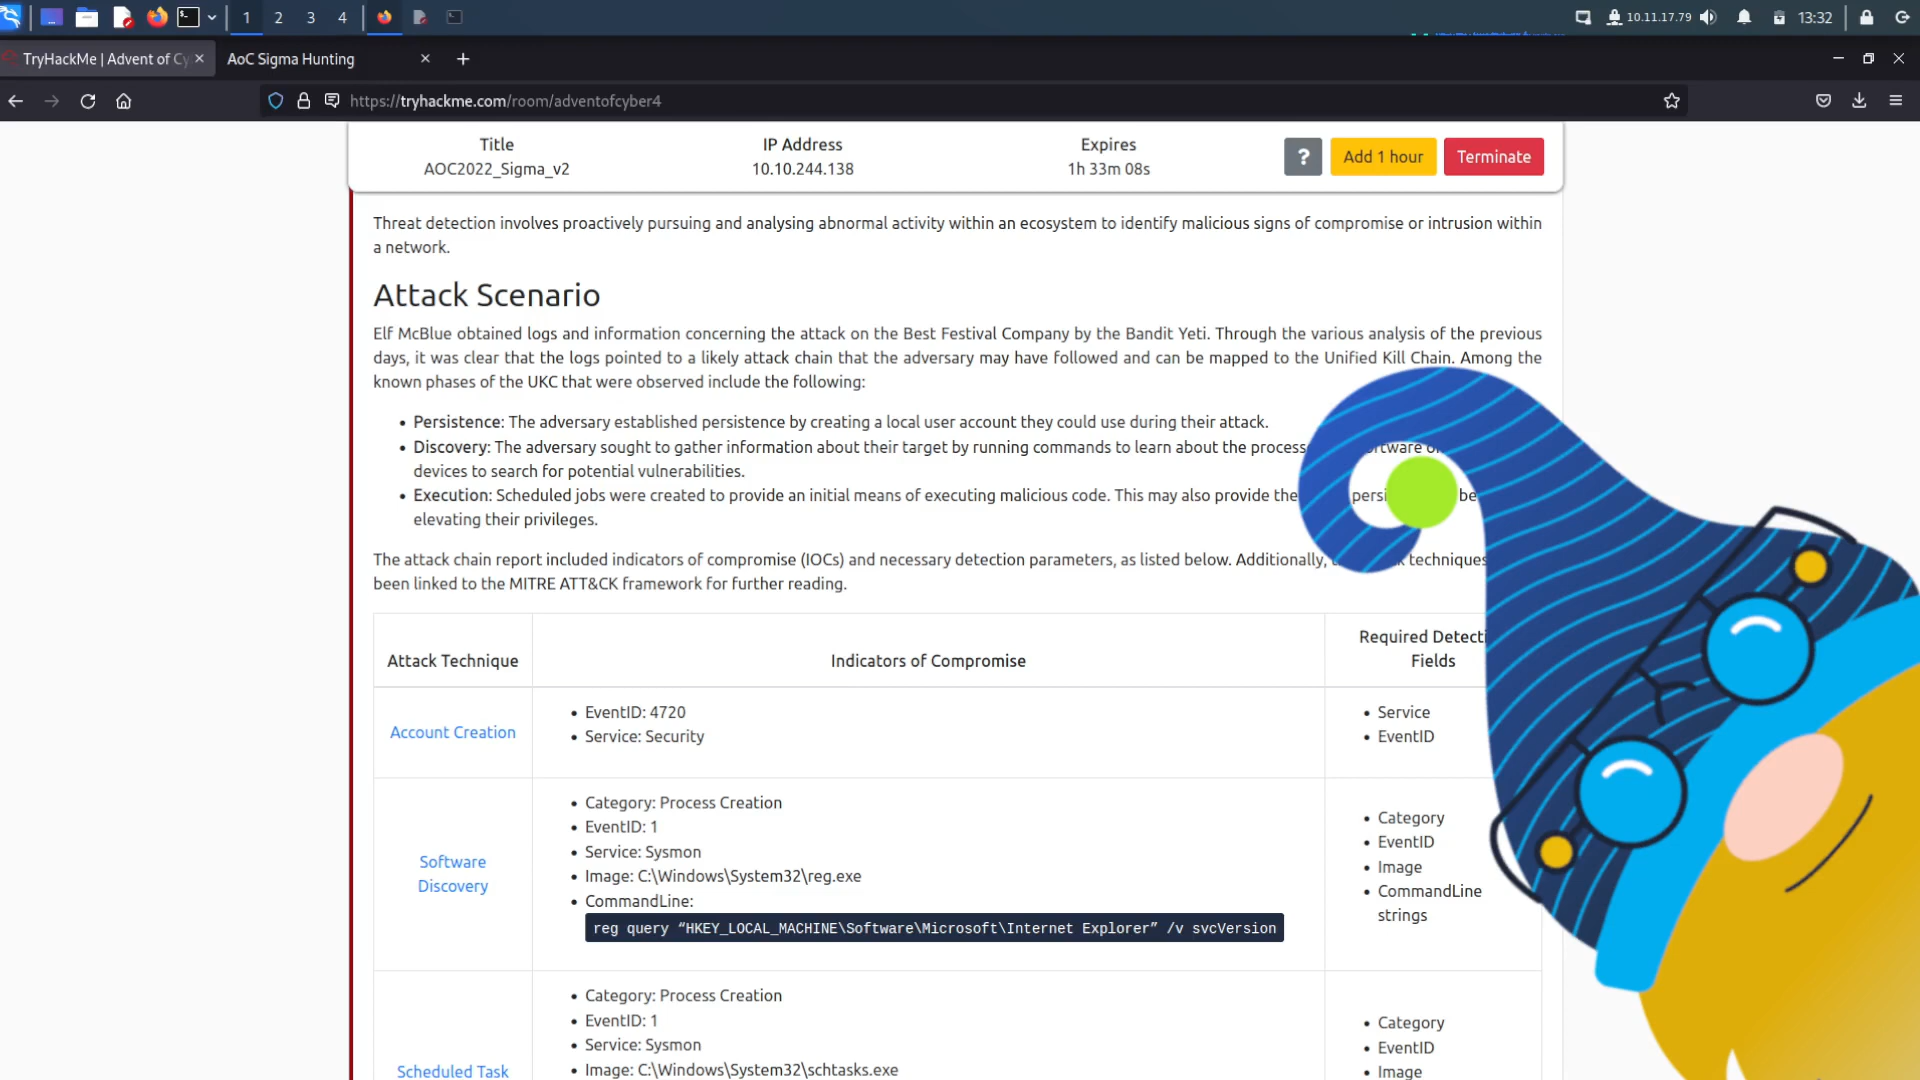 1 2 3 4 10.11.17.79 13:32
TryHackMe | Advent of Cy AoC Sigma Hunting
https://tryhackme.com/room/adventofcyber4
Title IP Address Expires
AOC2022_Sigma_v2 10.10.244.138 1h 33m 08s
? Add 1 hour Terminate
Threat detection involves proactively pursuing and analysing abnormal activity within an ecosystem to identify malicious signs of compromise or intrusion within
a network.
Attack Scenario
Elf McBlue obtained logs and information concerning the attack on the Best Festival Company by the Bandit Yeti. Through the various analysis of the previous
days, it was clear that the logs pointed to a likely attack chain that the adversary may have followed and can be mapped to the Unified Kill Chain. Among the
known phases of the UKC that were observed include the following:
• Persistence: The adversary established persistence by creating a local user account they could use during their attack.
• Discovery: The adversary sought to gather information about their target by running commands to learn about the process
devices to search for potential vulnerabilities.
• Execution: Scheduled jobs were created to provide an initial means of executing malicious code. This may also provide the be
elevating their privileges.
The attack chain report included indicators of compromise (IOCs) and necessary detection parameters, as listed below. Additionally, techniques
been linked to the MITRE ATT&CK framework for further reading.
Attack Technique
Indicators of Compromise
Required Detecti
Fields
Account Creation
• EventID: 4720
• Service: Security
• Service
• EventID
Software
Discovery
• Category: Process Creation
• EventID: 1
• Service: Sysmon
• Image: C:\Windows\System32\reg.exe
• CommandLine:
reg query “HKEY_LOCAL_MACHINE\Software\Microsoft\Internet Explorer” /v svcVersion
• Category
• EventID
• Image
• CommandLine
strings
Scheduled Task
• Category: Process Creation
• EventID: 1
• Service: Sysmon
• Image: C:\Windows\System32\schtasks.exe
• Category
• EventID
• Image